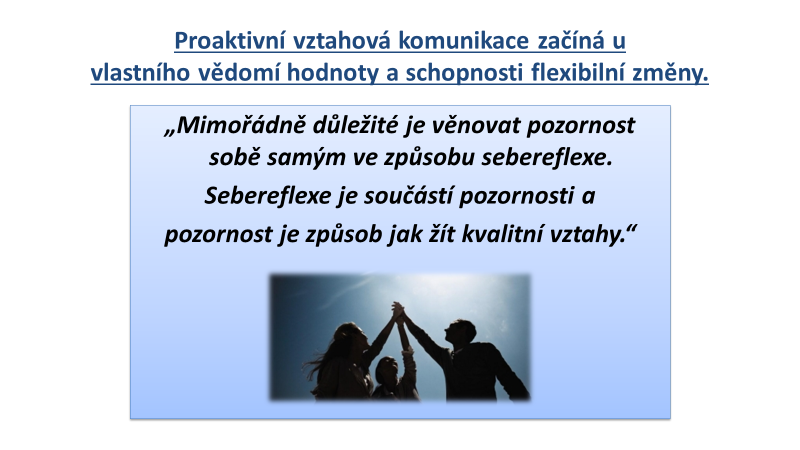 Proaktivní vztahová komunikace začíná u
vlastního vědomí hodnoty a schopnosti flexibilní změny.
„Mimořádně důležité je věnovat pozornost
sobě samým ve způsobu sebereflexe.
Sebereflexe je součástí pozornosti a
pozornost je způsob jak žít kvalitní vztahy.“